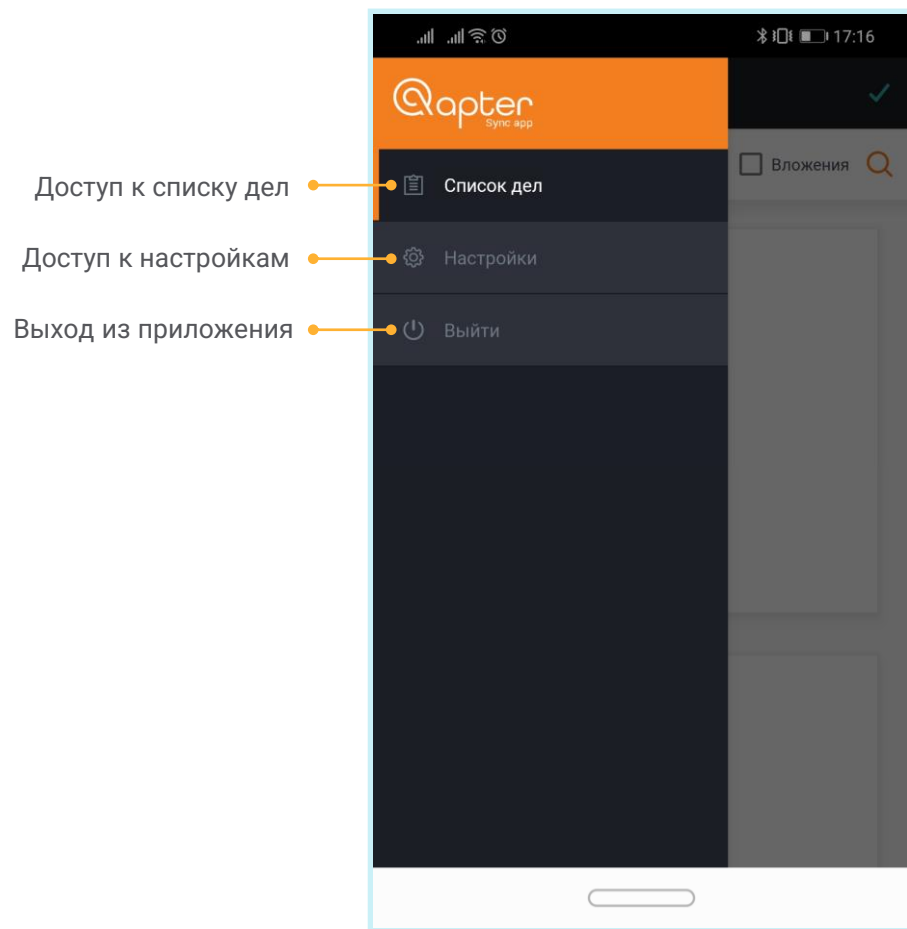 17:16
Qapter
Sync app
Вложения
Доступ к списку дел
Список дел
Доступ к настройкам
Настройки
Выход из приложения
Выйти